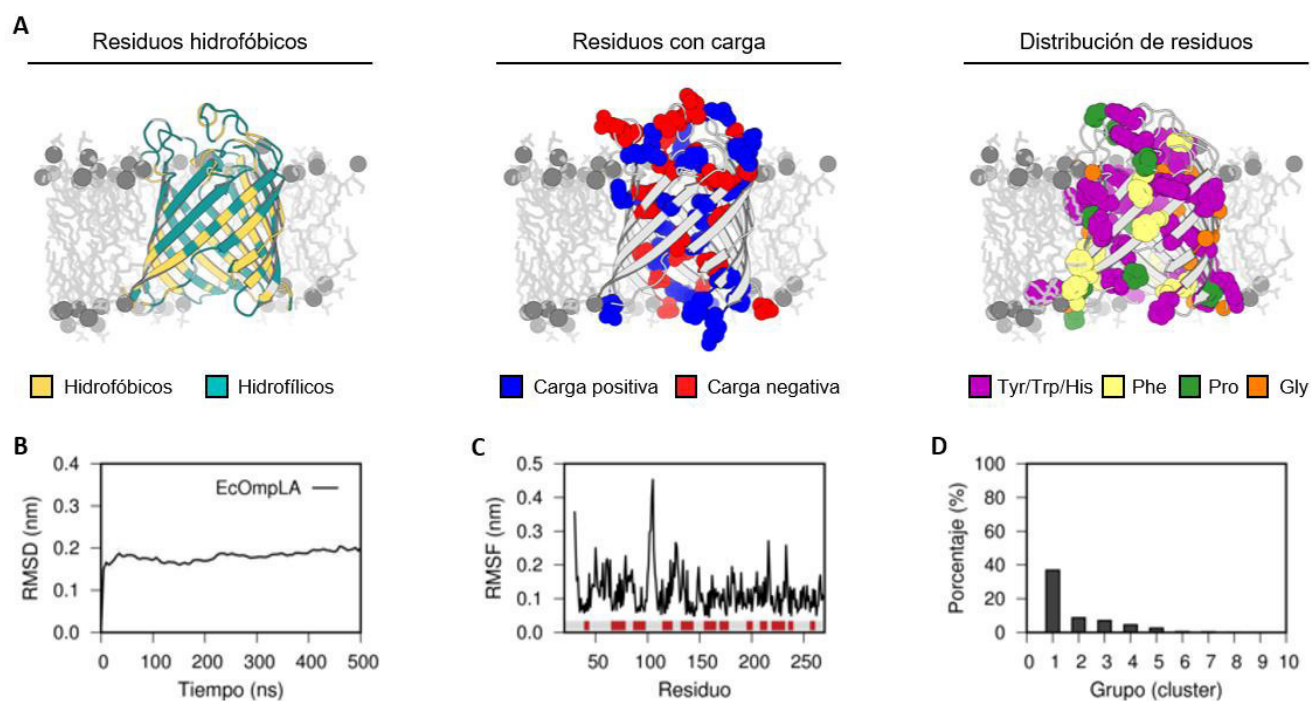 A
Residuos hidrofóbicos
Residuos con carga
Distribución de residuos
Hidrofóbicos
Hidrofílicos
Carga positiva
Carga negativa
Tyr/Trp/His
Phe
Pro
Gly
B
RMSD (nm)
0.4
0.3
0.2
0.1
0.0
EcOmpLA
0 100 200 300 400 500
Tiempo (ns)
C
RMSF (nm)
0.5
0.4
0.3
0.2
0.1
0.0
50 100 150 200 250
Residuo
D
Porcentaje (%)
100
80
60
40
20
0
0 1 2 3 4 5 6 7 8 9 10
Grupo (cluster)